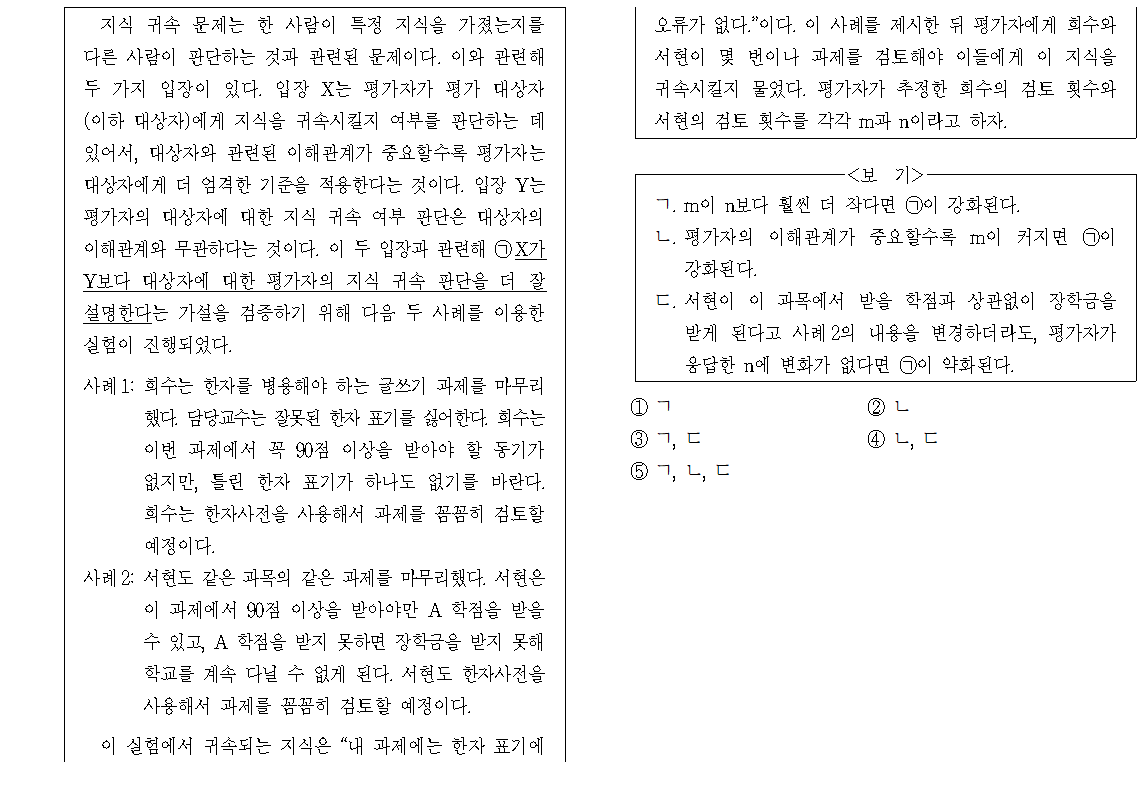 지식 귀속 문제는 한 사람이 특정 지식을 가졌는지를
다른 사람이 판단하는 것과 관련된 문제이다. 이와 관련해
두 가지 입장이 있다. 입장 X는 평가자가 평가 대상자
(이하 대상자)에게 지식을 귀속시킬지 여부를 판단하는 데
있어서, 대상자와 관련된 이해관계가 중요할수록 평가자는
대상자에게 더 엄격한 기준을 적용한다는 것이다. 입장 Y는
평가자의 대상자에 대한 지식 귀속 여부 판단은 대상자의
이해관계와 무관하다는 것이다. 이 두 입장과 관련해 ㉠X가
Y보다 대상자에 대한 평가자의 지식 귀속 판단을 더 잘
설명한다는 가설을 검증하기 위해 다음 두 사례를 이용한
실험이 진행되었다.
사례 1: 희수는 한자를 병용해야 하는 글쓰기 과제를 마무리
했다. 담당교수는 잘못된 한자 표기를 싫어한다. 희수는
이번 과제에서 꼭 90점 이상을 받아야 할 동기가
없지만, 틀린 한자 표기가 하나도 없기를 바란다.
희수는 한자사전을 사용해서 과제를 꼼꼼히 검토할
예정이다.
사례 2: 서현도 같은 과목의 같은 과제를 마무리했다. 서현은
이 과제에서 90점 이상을 받아야만 A 학점을 받을
수 있고, A 학점을 받지 못하면 장학금을 받지 못해
학교를 계속 다닐 수 없게 된다. 서현도 한자사전을
사용해서 과제를 꼼꼼히 검토할 예정이다.
이 실험에서 귀속되는 지식은 “내 과제에는 한자 표기에
오류가 없다.”이다. 이 사례를 제시한 뒤 평가자에게 희수와
서현이 몇 번이나 과제를 검토해야 이들에게 이 지식을
귀속시킬지 물었다. 평가자가 추정한 희수의 검토 횟수와
서현의 검토 횟수를 각각 m과 n이라고 하자.
<보 기>
ㄱ. m이 n보다 훨씬 더 작다면 ㉠이 강화된다.
ㄴ. 평가자의 이해관계가 중요할수록 m이 커지면 ㉠이
강화된다.
ㄷ. 서현이 이 과목에서 받을 학점과 상관없이 장학금을
받게 된다고 사례 2의 내용을 변경하더라도, 평가자가
응답한 n에 변화가 없다면 ㉠이 약화된다.
① ㄱ ② ㄴ
③ ㄱ, ㄷ ④ ㄴ, ㄷ
⑤ ㄱ, ㄴ, ㄷ